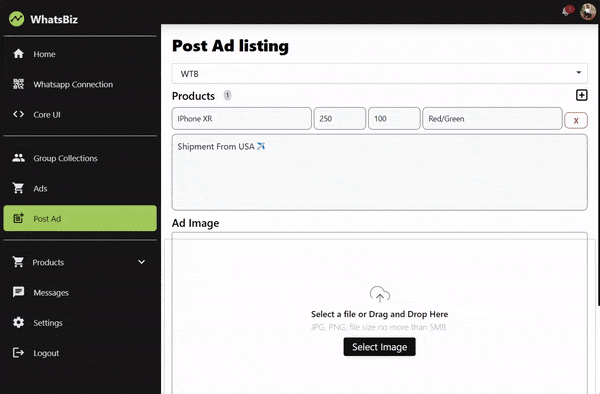 WhatsBiz
Home
Whatsapp Connection
Core UI
Group Collections
Ads
Post Ad
Products
Messages
Settings
Logout
Post Ad listing
WTB
Products 1
IPhone XR 250 100 Red/Green X
Shipment From USA ✈️
Ad Image
Select a file or Drag and Drop Here
JPG, PNG, file size no more than 5MB
Select Image